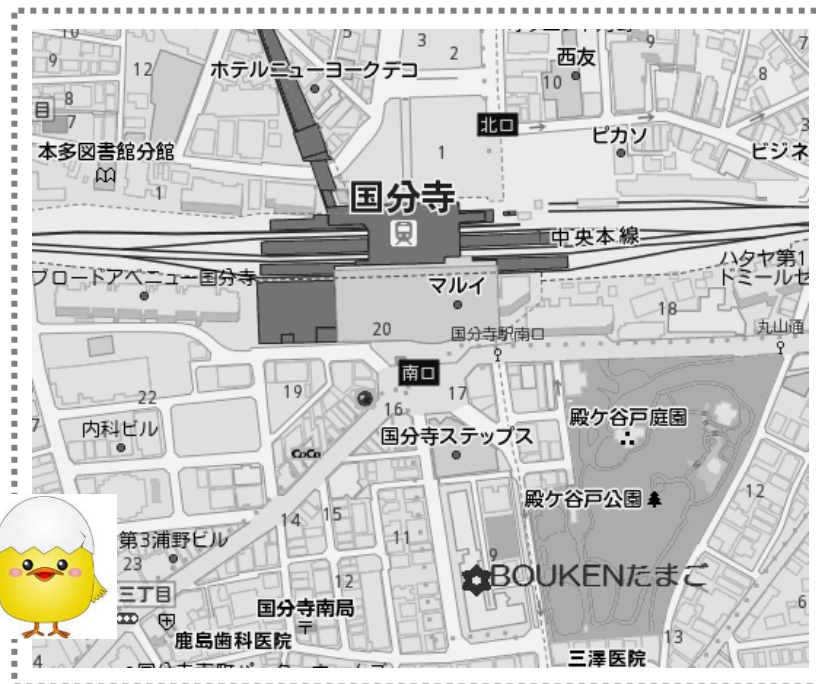 10
5
3
2
9
12
ホテルニューヨークデコ
西友
9
7
10
8
8
目
7
北口
ピカソ
3
本多図書館分館
1
ビジネ
1
国分寺
中央本線
ハタヤ第1
トミールセ
ブロードアベニュー国分寺
マルイ
18
20
国分寺駅南口
丸山通
南口
22
19
17
16
殿ケ谷戸庭園
7
内科ビル
国分寺ステップス
CoCo
殿ケ谷戸公園
12
14
15
11
第3浦野ビル
23
9
BOUKENたまご
三丁目
12
国分寺南局
6
鹿島歯科医院
13
4
三澤医院